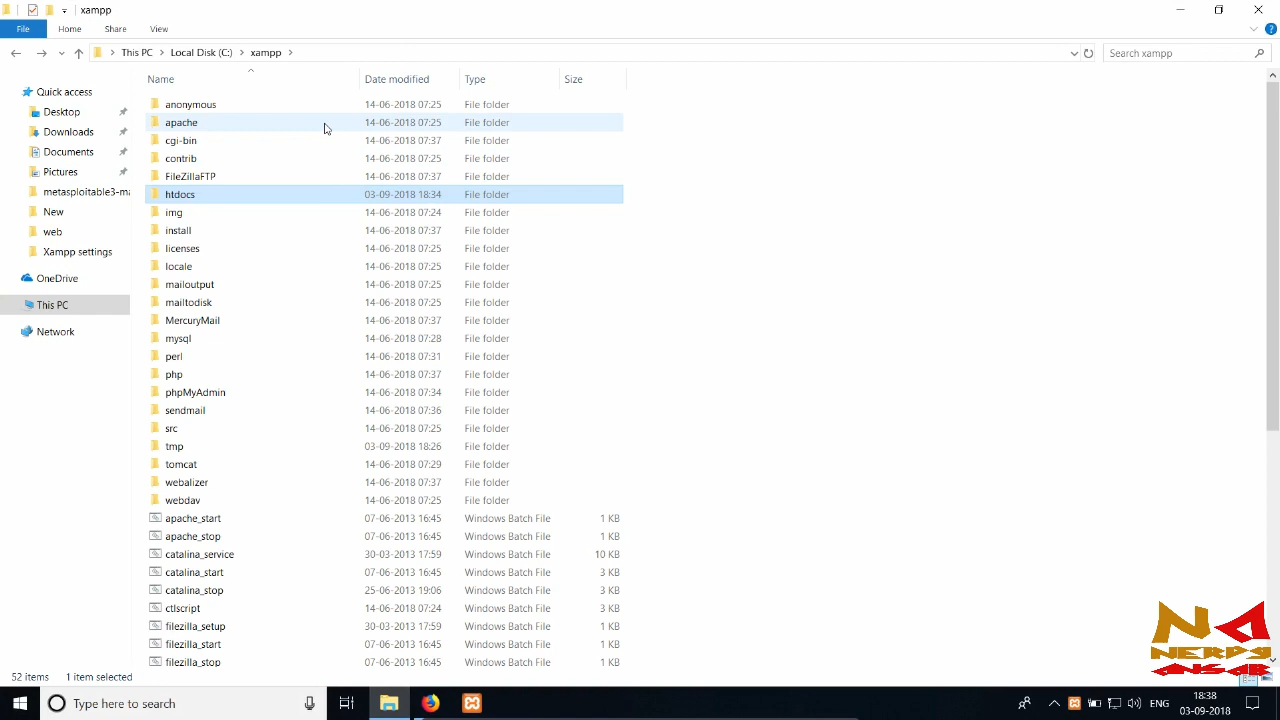 xampp
File Home Share View
This PC Local Disk (C:) xampp
Search xampp
Name Date modified Type Size
Quick access
Desktop
Downloads
Documents
Pictures
metasploitable3-ma
New
web
Xampp settings
OneDrive
This PC
Network
anonymous 14-06-2018 07:25 File folder
apache 14-06-2018 07:25 File folder
cgi-bin 14-06-2018 07:37 File folder
contrib 14-06-2018 07:25 File folder
FileZillaFTP 14-06-2018 07:37 File folder
htdocs 03-09-2018 18:34 File folder
img 14-06-2018 07:24 File folder
install 14-06-2018 07:37 File folder
licenses 14-06-2018 07:25 File folder
locale 14-06-2018 07:25 File folder
mailoutput 14-06-2018 07:25 File folder
mailtodisk 14-06-2018 07:25 File folder
MercuryMail 14-06-2018 07:37 File folder
mysql 14-06-2018 07:28 File folder
perl 14-06-2018 07:31 File folder
php 14-06-2018 07:37 File folder
phpMyAdmin 14-06-2018 07:34 File folder
sendmail 14-06-2018 07:36 File folder
src 14-06-2018 07:25 File folder
tmp 03-09-2018 18:26 File folder
tomcat 14-06-2018 07:29 File folder
webalizer 14-06-2018 07:37 File folder
webdav 14-06-2018 07:25 File folder
apache_start 07-06-2013 16:45 Windows Batch File 1 KB
apache_stop 07-06-2013 16:45 Windows Batch File 1 KB
catalina_service 30-03-2013 17:59 Windows Batch File 10 KB
catalina_start 07-06-2013 16:45 Windows Batch File 3 KB
catalina_stop 25-06-2013 19:06 Windows Batch File 3 KB
ctlscript 14-06-2018 07:24 Windows Batch File 3 KB
filezilla_setup 30-03-2013 17:59 Windows Batch File 1 KB
filezilla_start 07-06-2013 16:45 Windows Batch File 1 KB
filezilla_stop 07-06-2013 16:45 Windows Batch File 1 KB
NA
NERDS
ANSAR
52 items 1 item selected
Type here to search
ENG
18:38
03-09-2018